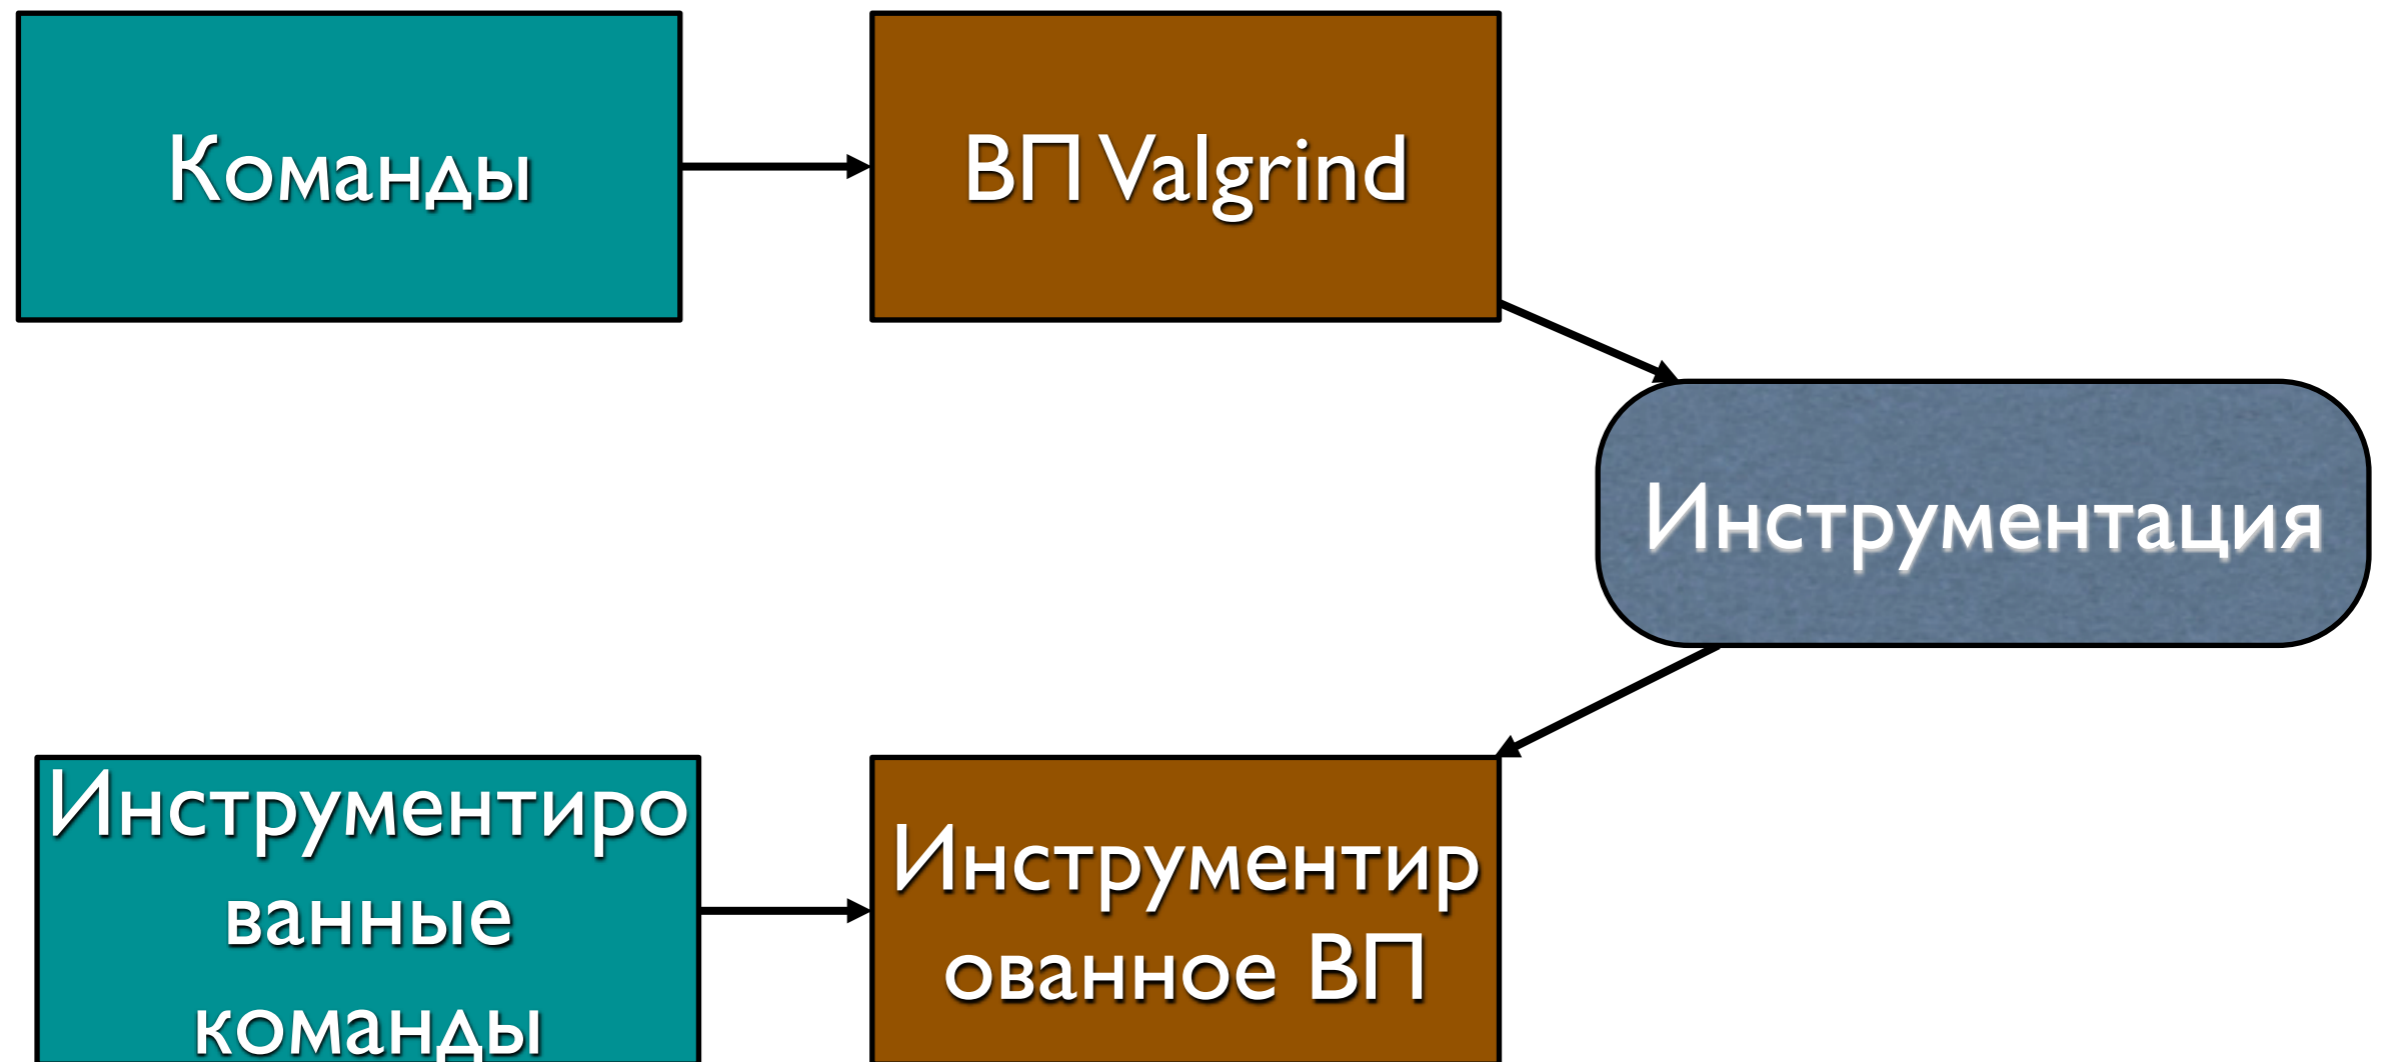 Команды
ВП Valgrind
Инструментация
Инструментиро
ванные
команды
Инструментир
ованное ВП